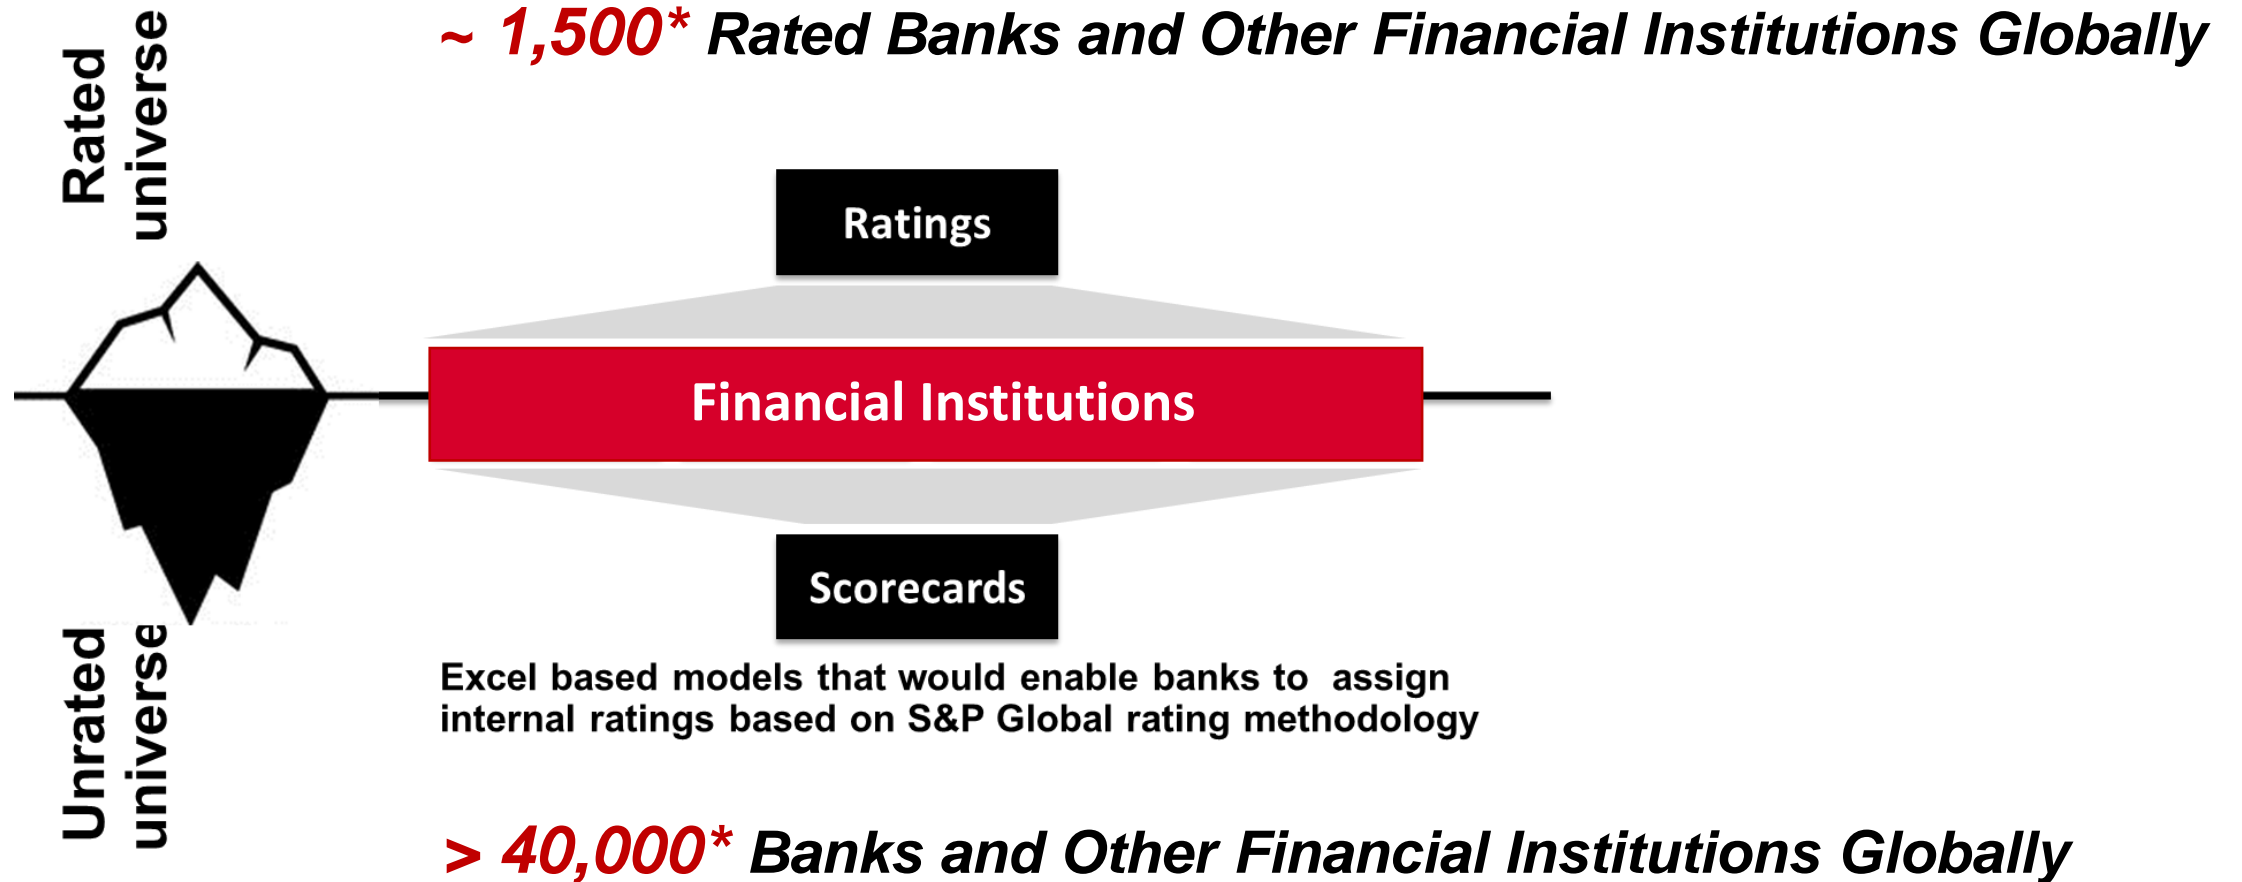 ~ 1,500* Rated Banks and Other Financial Institutions Globally
Rated
universe
Ratings
Financial Institutions
Scorecards
Unrated
universe
Excel based models that would enable banks to assign
internal ratings based on S&P Global rating methodology
> 40,000* Banks and Other Financial Institutions Globally